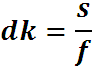 dk = s/f